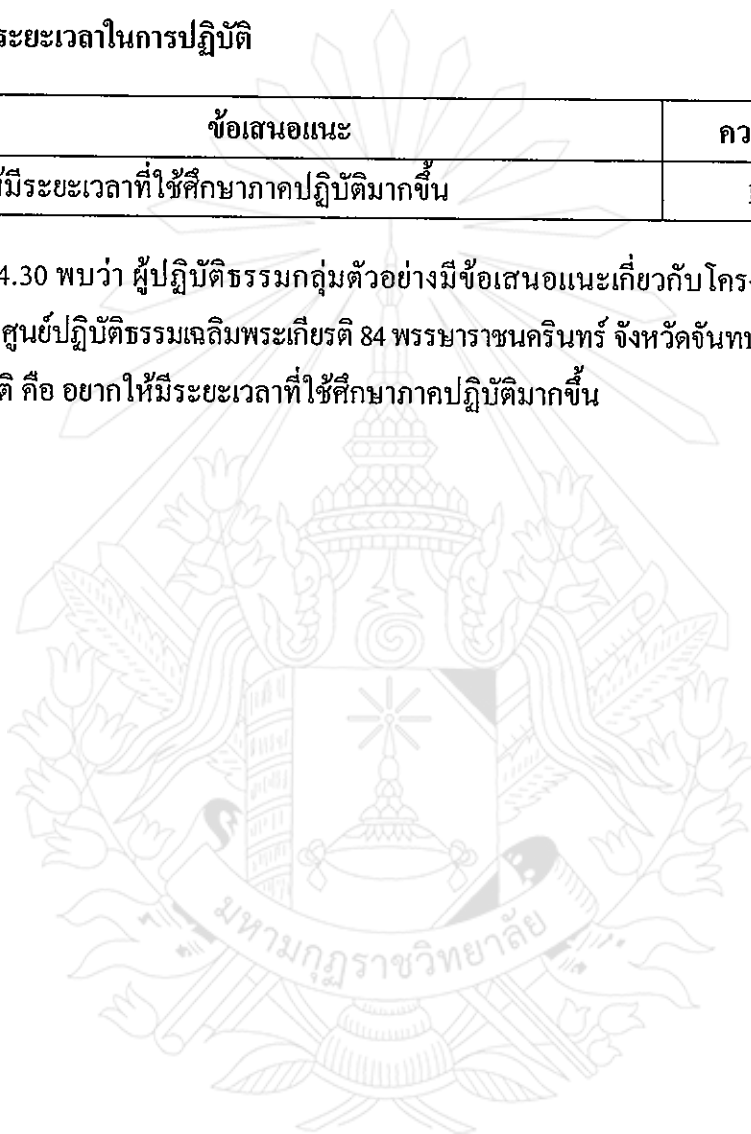 ระยะเวลาในการปฏิบัติ
ข้อเสนอแนะ
มีระยะเวลาที่ใช้ศึกษาภาคปฏิบัติมากขึ้น
4.30 พบว่า ผู้ปฏิบัติธรรมกลุ่มตัวอย่างมีข้อเสนอแนะเกี่ยวกับ
ศูนย์ปฏิบัติธรรมเฉลิมพระเกียรติ 84 พรรษาราชนครินทร์ จังหวัด
คือ อยากให้มีระยะเวลาที่ใช้ศึกษาภาคปฏิบัติมากขึ้น
มหามกุฏราชวิทยาลัย